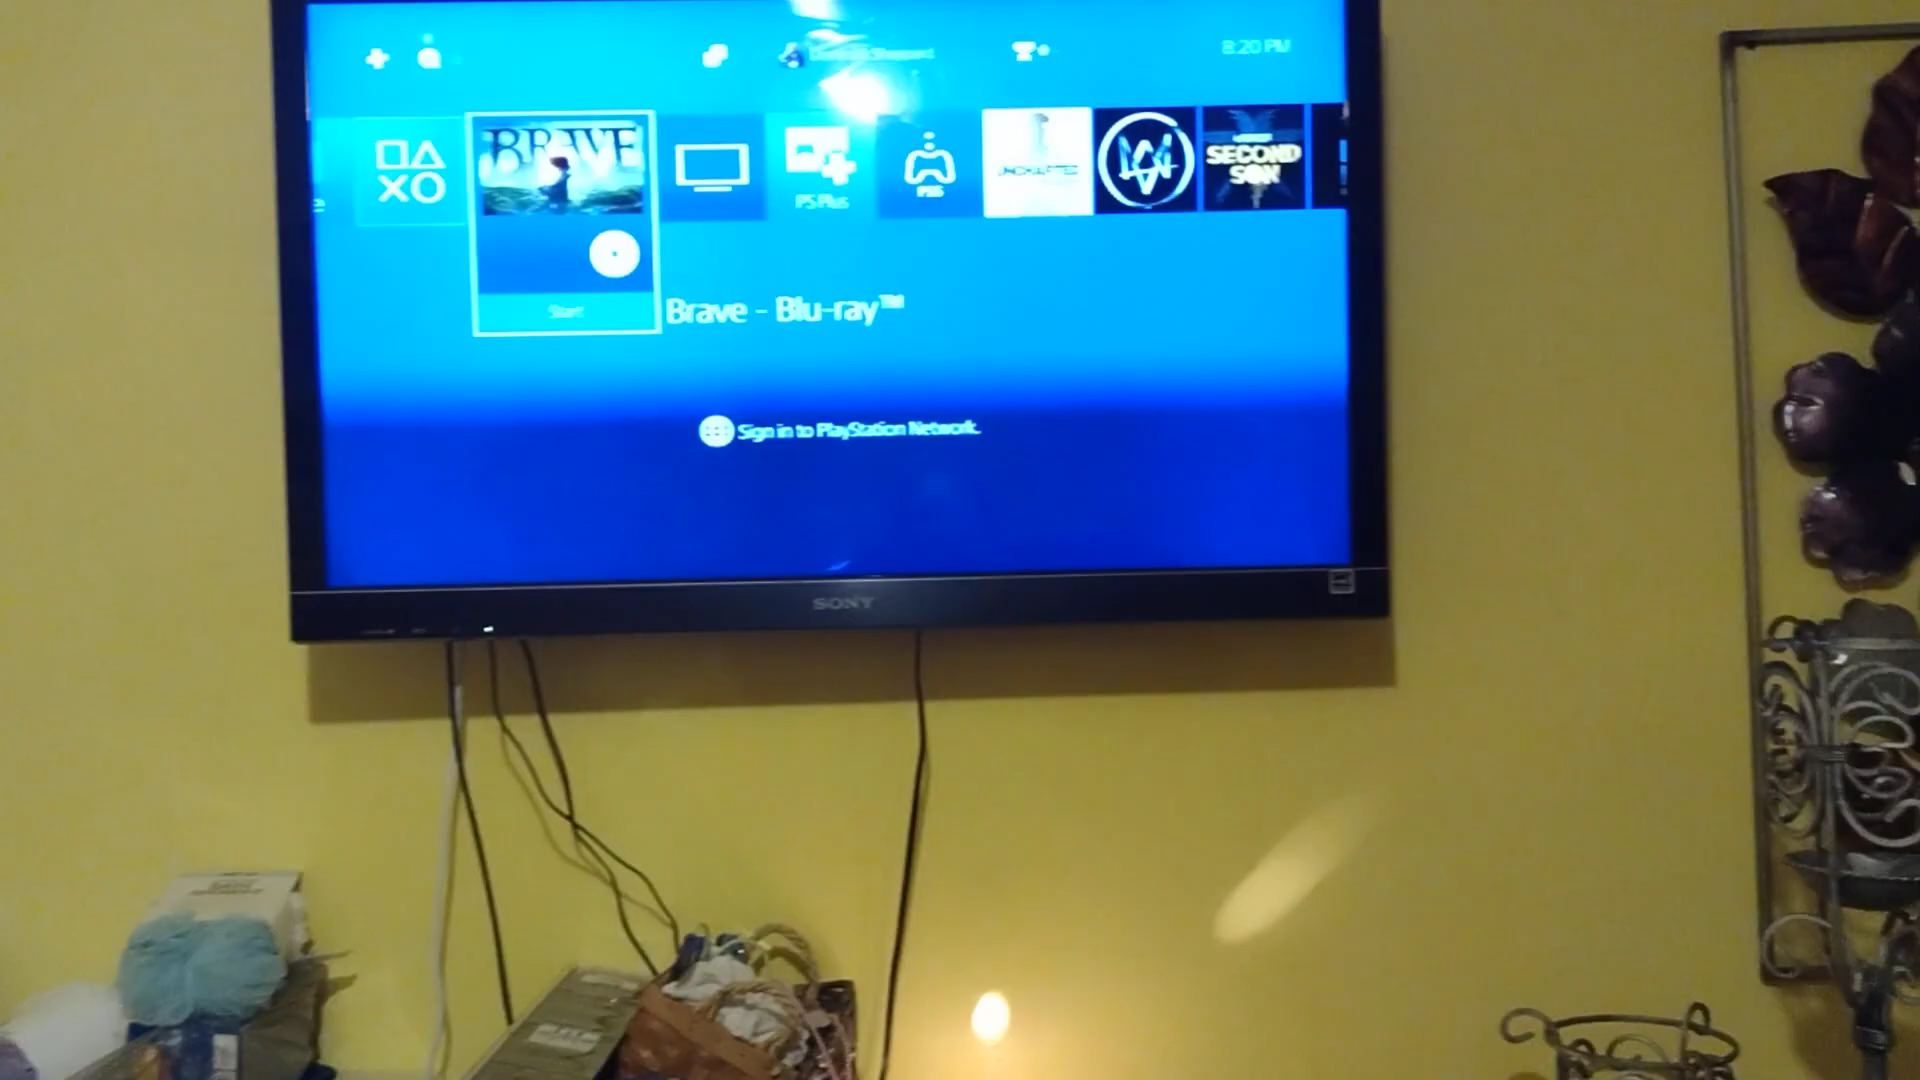 8:20 PM
BRAVE
PS Plus
PS5
UNCHARTED
SECOND
SON
Start
Brave - Blu-ray™
Sign in to PlayStation Network.
SONY